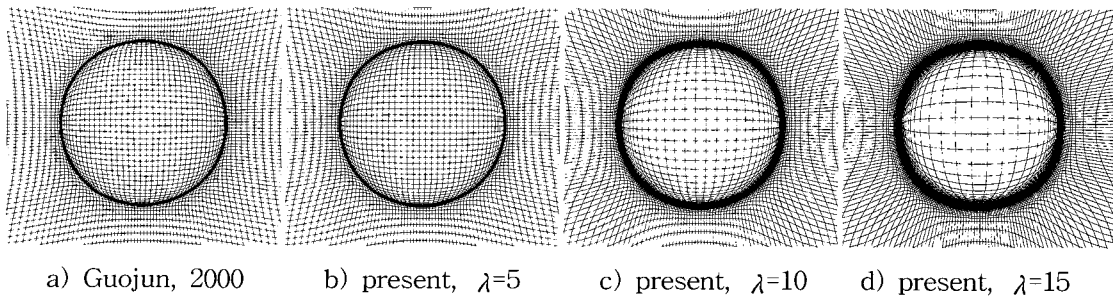 a) Guojun, 2000
b) present, λ=5
c) present, λ=10
d) present, λ=15